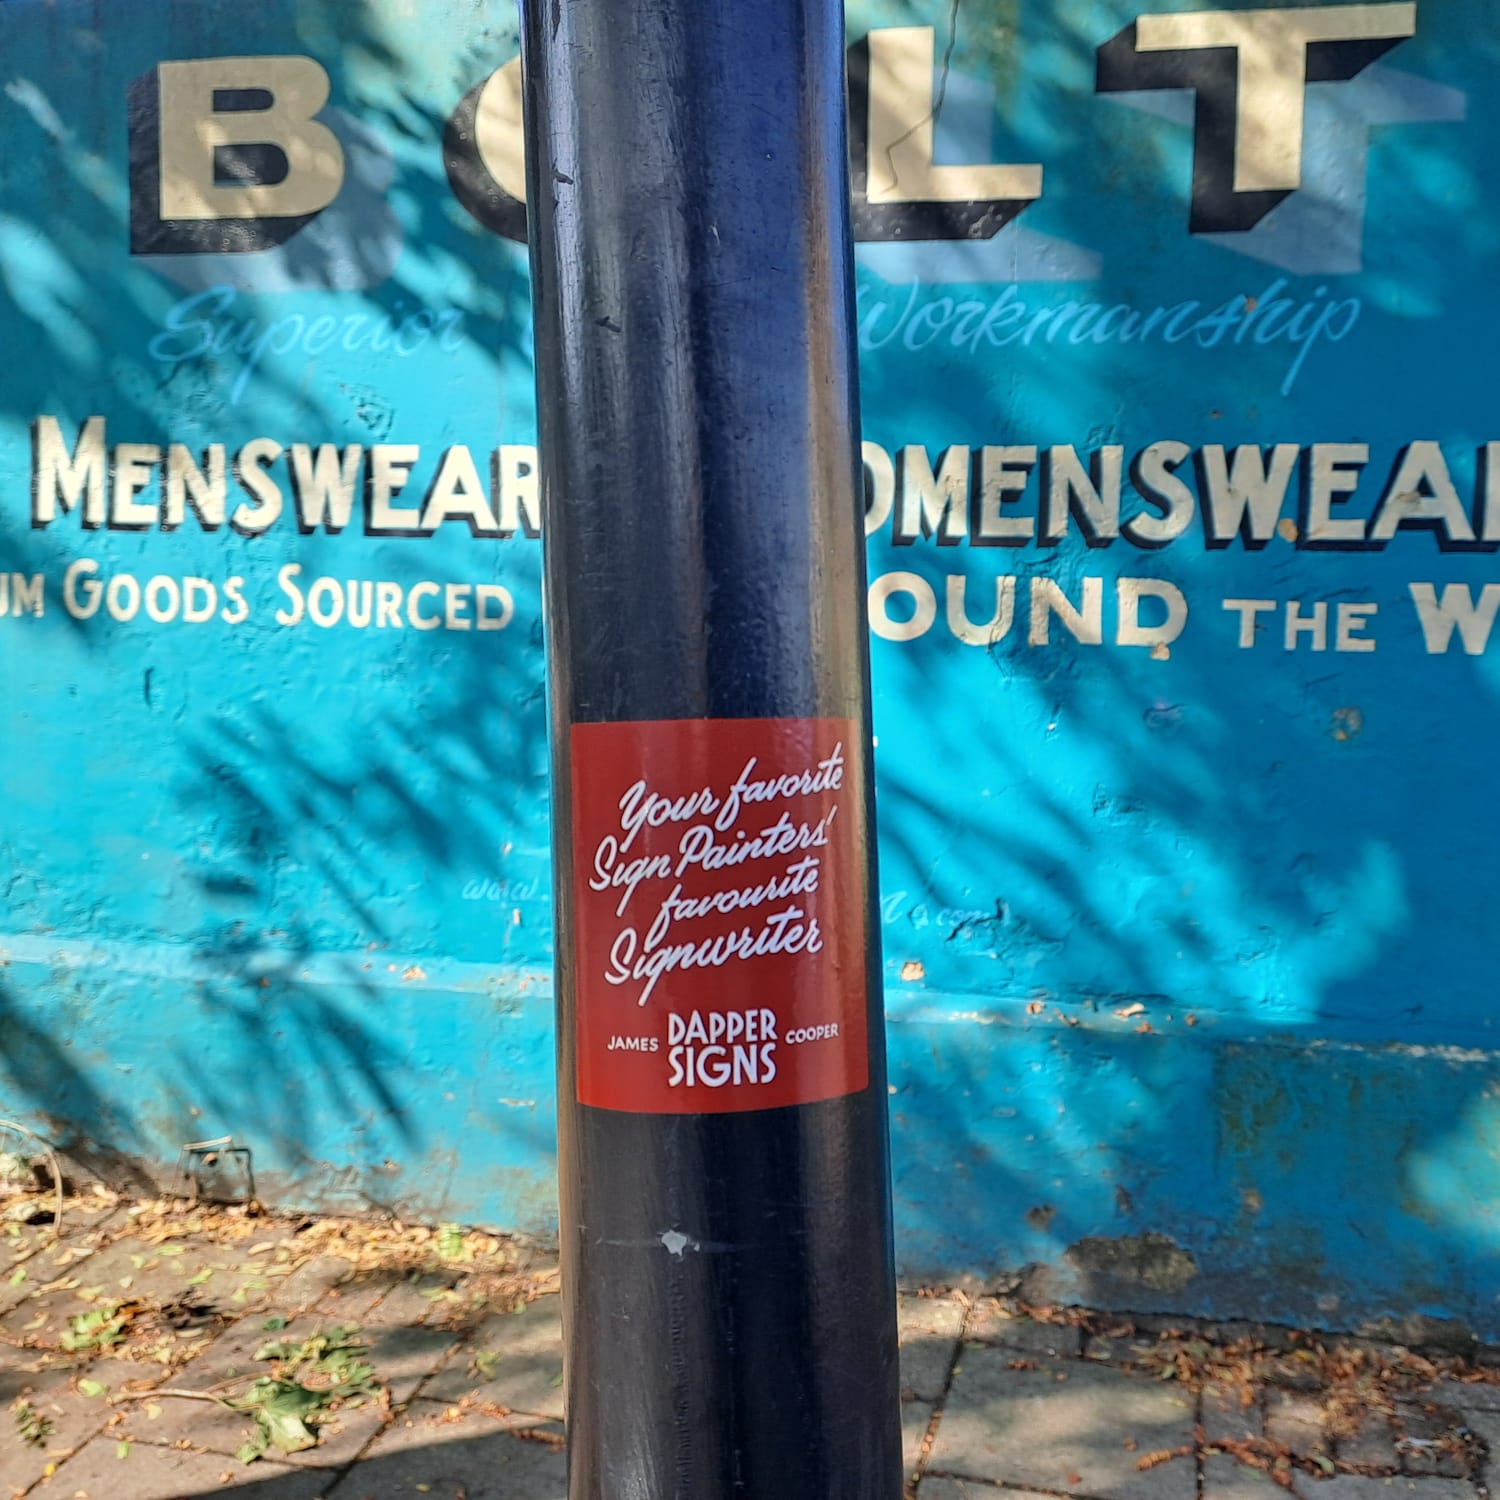 B LT
Superior Workmanship
MENSWEAR OMENSWEAR
UM GOODS SOURCED OUND THE W
www.
Your favorite
Sign Painters'
favourite
Signwriter
JAMES DAPPER SIGNS COOPER